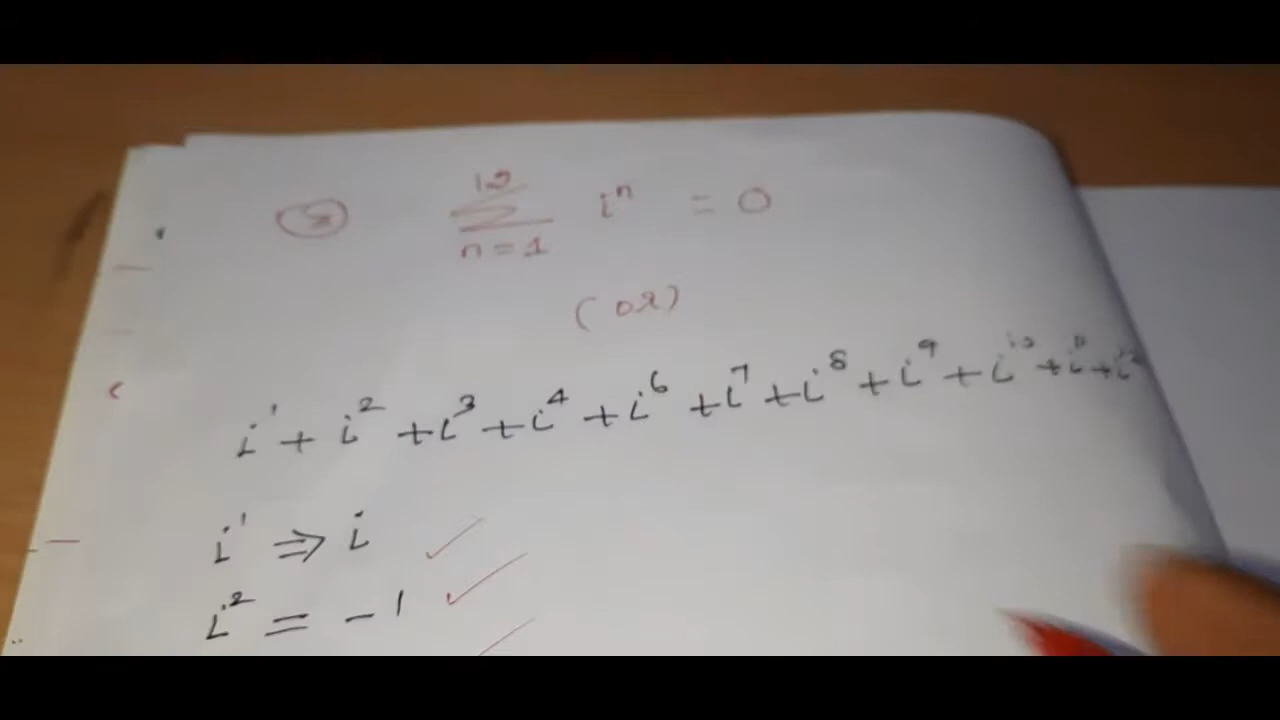 12
② Σ iⁿ = 0
n = 1
(or)
i¹ + i² + i³ + i⁴ + i⁶ + i⁷ + i⁸ + i⁹ + i¹⁰ + i¹¹ + i¹²
i¹ ⇒ i ✓
i² = -1 ✓